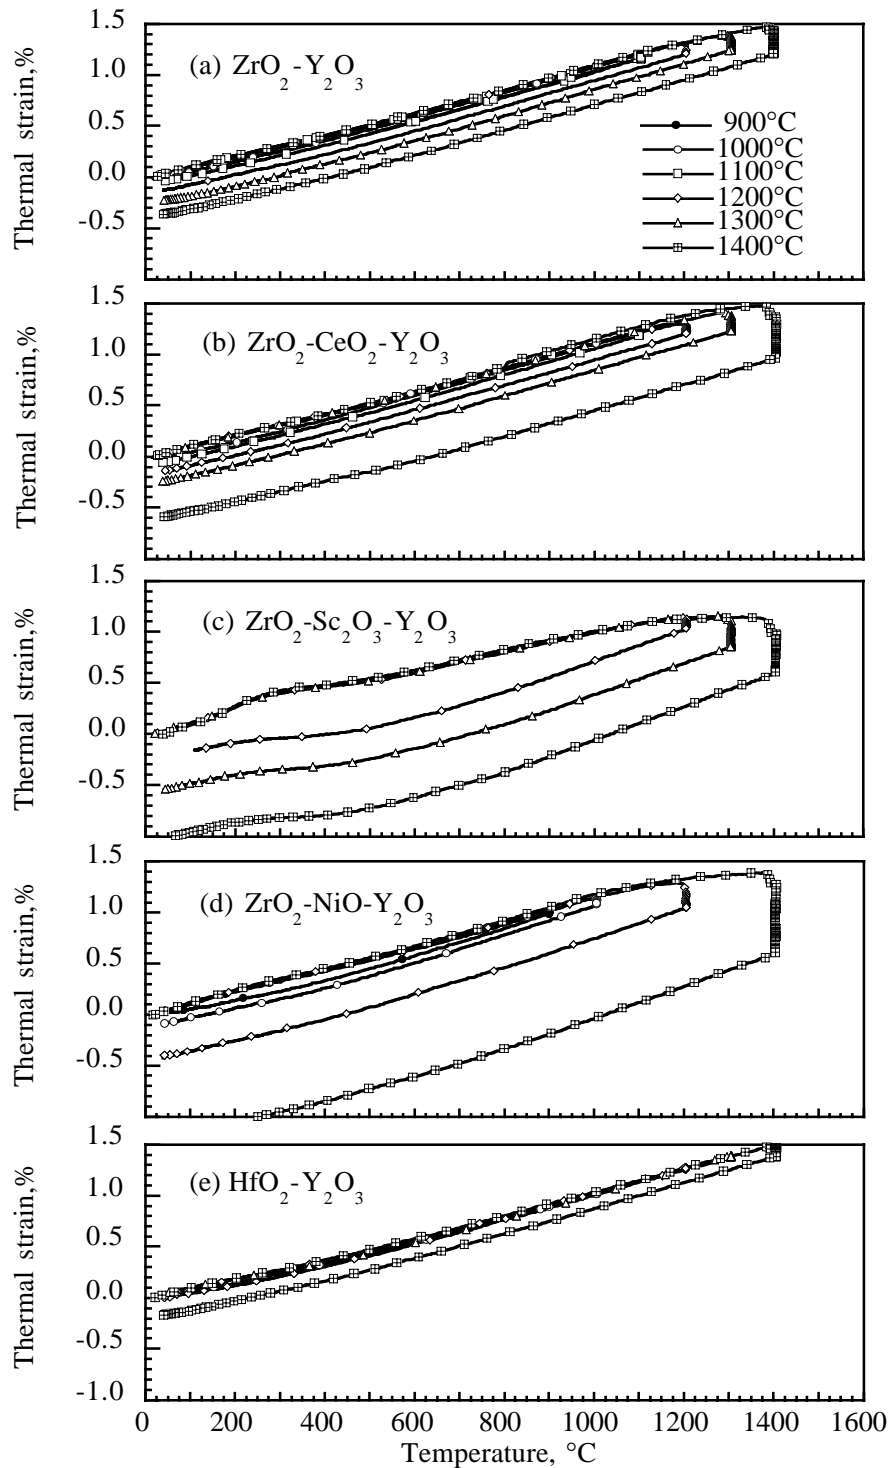 1.5
(a) ZrO2-Y2O3
1.0
0.5
0.0
-0.5
Thermal strain,%
900°C
1000°C
1100°C
1200°C
1300°C
1400°C
1.5
(b) ZrO2-CeO2-Y2O3
1.0
0.5
0.0
-0.5
Thermal strain,%
1.5
(c) ZrO2-Sc2O3-Y2O3
1.0
0.5
0.0
-0.5
Thermal strain,%
1.5
(d) ZrO2-NiO-Y2O3
1.0
0.5
0.0
-0.5
Thermal strain,%
1.5
(e) HfO2-Y2O3
1.0
0.5
0.0
-0.5
-1.0
Thermal strain,%
0 200 400 600 800 1000 1200 1400 1600
Temperature, °C